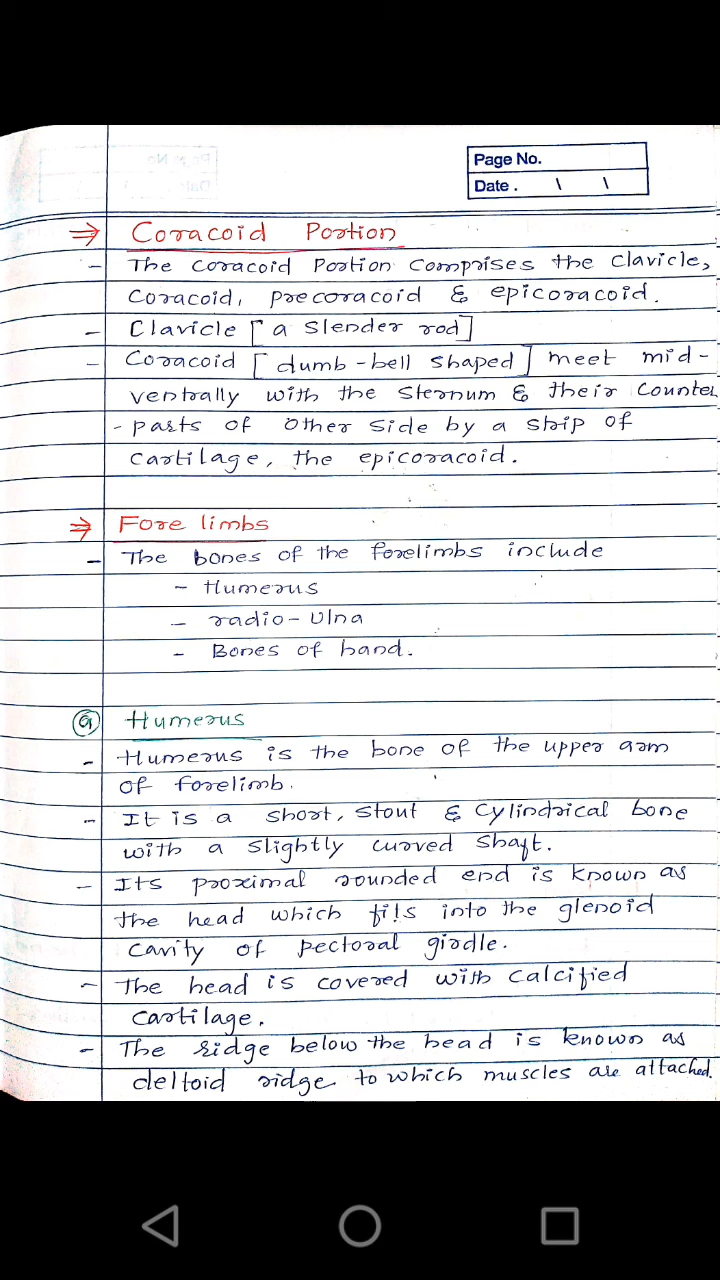 Page No.
Date. \ \
⇒ Coracoid Portion
- The coracoid Portion comprises the clavicle,
coracoid, precoracoid & epicoracoid.
- Clavicle [a slender rod]
- Coracoid [dumb-bell shaped] meet mid-
ventrally with the sternum & their counter
- parts of other side by a strip of
cartilage, the epicoracoid.
⇒ Fore limbs
- The bones of the forelimbs include
- Humerus
- radio-ulna
- Bones of hand.
(a) Humerus
- Humerus is the bone of the upper arm
of forelimb.
- It is a short, stout & cylindrical bone
with a slightly curved shaft.
- Its proximal rounded end is known as
the head which fits into the glenoid
cavity of pectoral girdle.
- The head is covered with calcified
cartilage.
- The ridge below the head is known as
deltoid ridge to which muscles are attached.